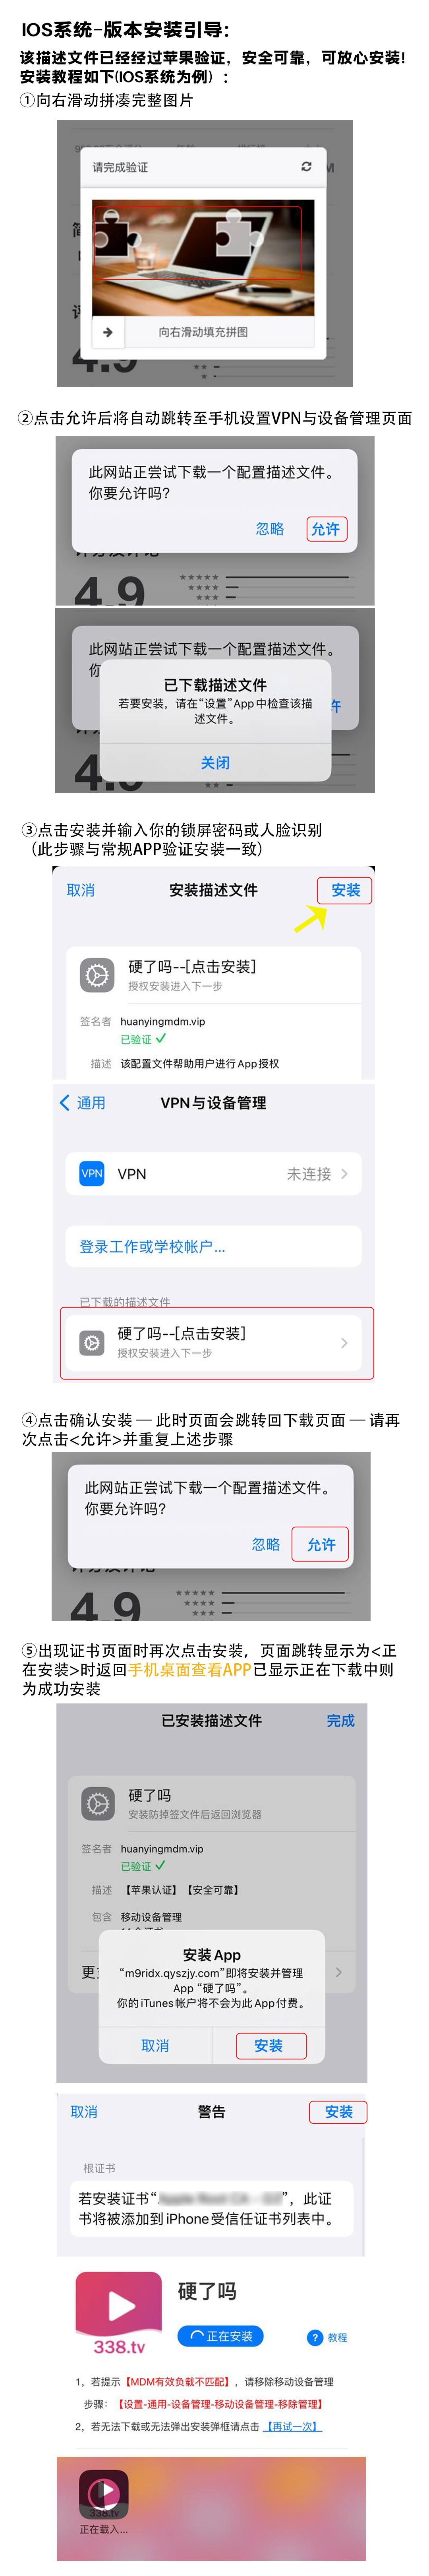 IOS系统-版本安装引导：
该描述文件已经经过苹果验证，安全可靠，可放心安装！
安装教程如下(IOS系统为例)：
①向右滑动拼凑完整图片
请完成验证
向右滑动填充拼图
4.9
②点击允许后将自动跳转至手机设置VPN与设备管理页面
此网站正尝试下载一个配置描述文件。
你要允许吗？
忽略 允许
4.9
此网站正尝试下载一个配置描述文件。
已下载描述文件
若要安装，请在“设置”App中检查该描
述文件。
关闭
③点击安装并输入你的锁屏密码或人脸识别
（此步骤与常规APP验证安装一致）
取消 安装描述文件 安装
硬了吗--[点击安装]
授权安装进入下一步
签名者 huanyingmdm.vip
已验证 ✓
描述 该配置文件帮助用户进行App授权
通用 VPN与设备管理
VPN VPN 未连接
登录工作或学校帐户...
已下载的描述文件
硬了吗--[点击安装]
授权安装进入下一步
④点击确认安装 — 此时页面会跳转回下载页面 — 请再
次点击<允许>并重复上述步骤
此网站正尝试下载一个配置描述文件。
你要允许吗？
忽略 允许
4.9
⑤出现证书页面时再次点击安装，页面跳转显示为<正
在安装>时返回手机桌面查看APP已显示正在下载中则
为成功安装
已安装描述文件 完成
硬了吗
安装防掉签文件后返回浏览器
签名者 huanyingmdm.vip
已验证 ✓
描述 【苹果认证】【安全可靠】
包含 移动设备管理
安装 App
“m9ridx.qyszjy.com”即将安装并管理
App “硬了吗”。
你的iTunes帐户将不会为此App付费。
取消 安装
取消 警告 安装
根证书
若安装证书“ ”，此证
书将被添加到iPhone受信任证书列表中。
硬了吗
正在安装 ? 教程
338.tv
1，若提示【MDM有效负载不匹配】，请移除移动设备管理
步骤：【设置-通用-设备管理-移动设备管理-移除管理】
2，若无法下载或无法弹出安装弹框请点击【再试一次】
338.tv
正在载入...